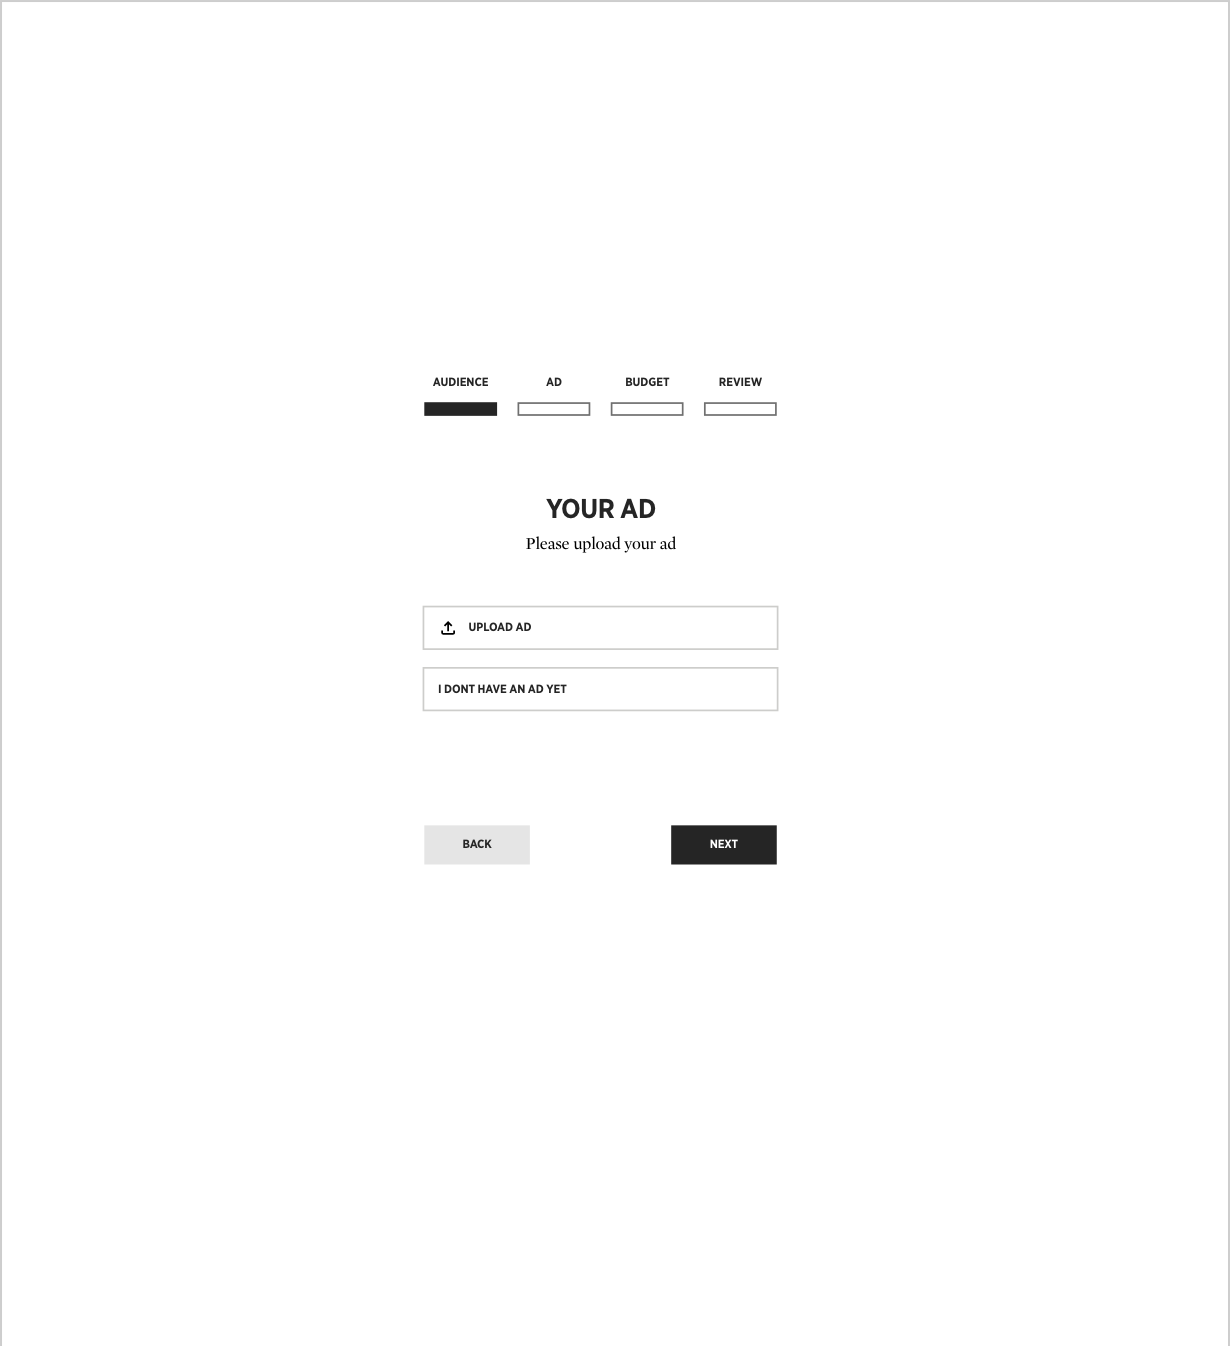 AUDIENCE AD BUDGET REVIEW
YOUR AD
Please upload your ad
UPLOAD AD
I DONT HAVE AN AD YET
BACK NEXT